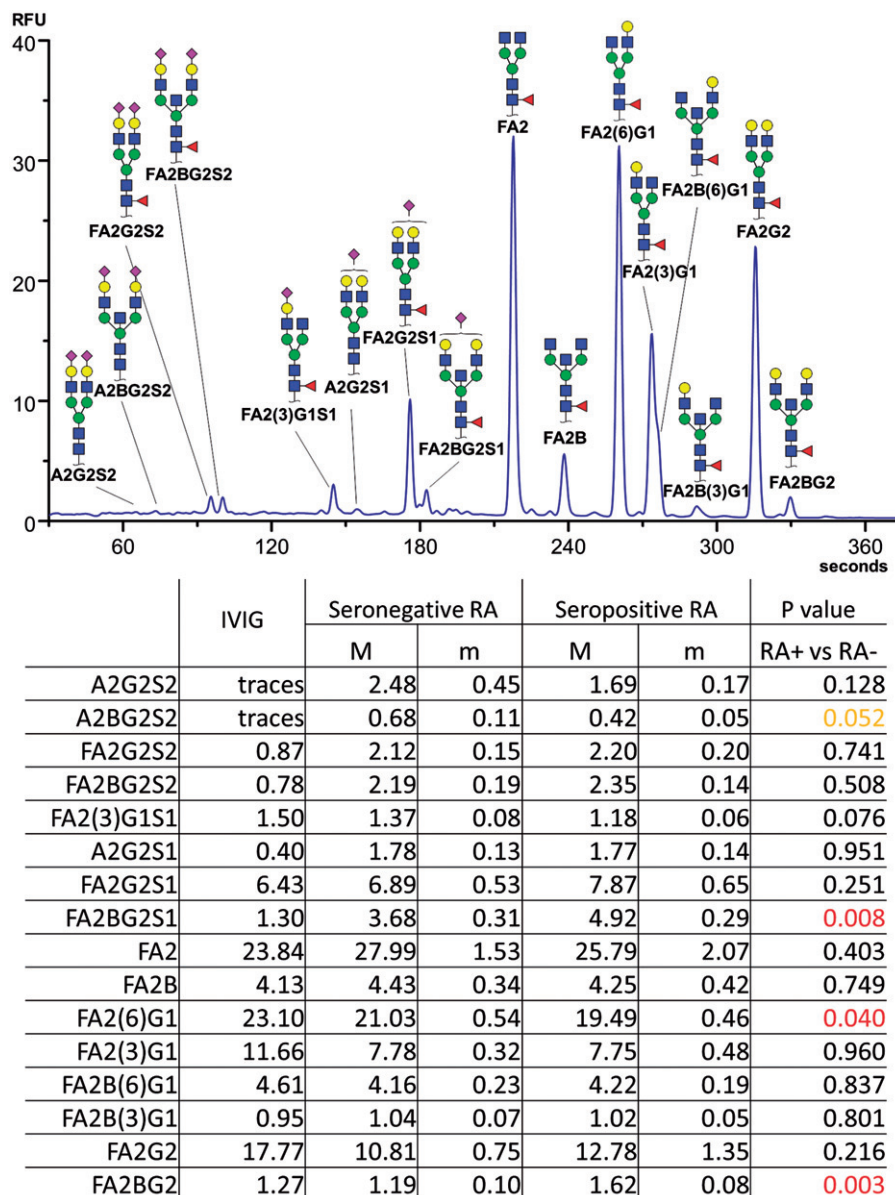 RFU
40
30
20
10
0
60
120
180
240
300
360
seconds
A2G2S2
A2BG2S2
FA2G2S2
FA2BG2S2
FA2(3)G1S1
A2G2S1
FA2G2S1
FA2BG2S1
FA2
FA2B
FA2(6)G1
FA2(3)G1
FA2B(6)G1
FA2B(3)G1
FA2G2
FA2BG2
IVIG Seronegative RA Seropositive RA P value
M m M m RA+ vs RA-
A2G2S2 traces 2.48 0.45 1.69 0.17 0.128
A2BG2S2 traces 0.68 0.11 0.42 0.05 0.052
FA2G2S2 0.87 2.12 0.15 2.20 0.20 0.741
FA2BG2S2 0.78 2.19 0.19 2.35 0.14 0.508
FA2(3)G1S1 1.50 1.37 0.08 1.18 0.06 0.076
A2G2S1 0.40 1.78 0.13 1.77 0.14 0.951
FA2G2S1 6.43 6.89 0.53 7.87 0.65 0.251
FA2BG2S1 1.30 3.68 0.31 4.92 0.29 0.008
FA2 23.84 27.99 1.53 25.79 2.07 0.403
FA2B 4.13 4.43 0.34 4.25 0.42 0.749
FA2(6)G1 23.10 21.03 0.54 19.49 0.46 0.040
FA2(3)G1 11.66 7.78 0.32 7.75 0.48 0.960
FA2B(6)G1 4.61 4.16 0.23 4.22 0.19 0.837
FA2B(3)G1 0.95 1.04 0.07 1.02 0.05 0.801
FA2G2 17.77 10.81 0.75 12.78 1.35 0.216
FA2BG2 1.27 1.19 0.10 1.62 0.08 0.003